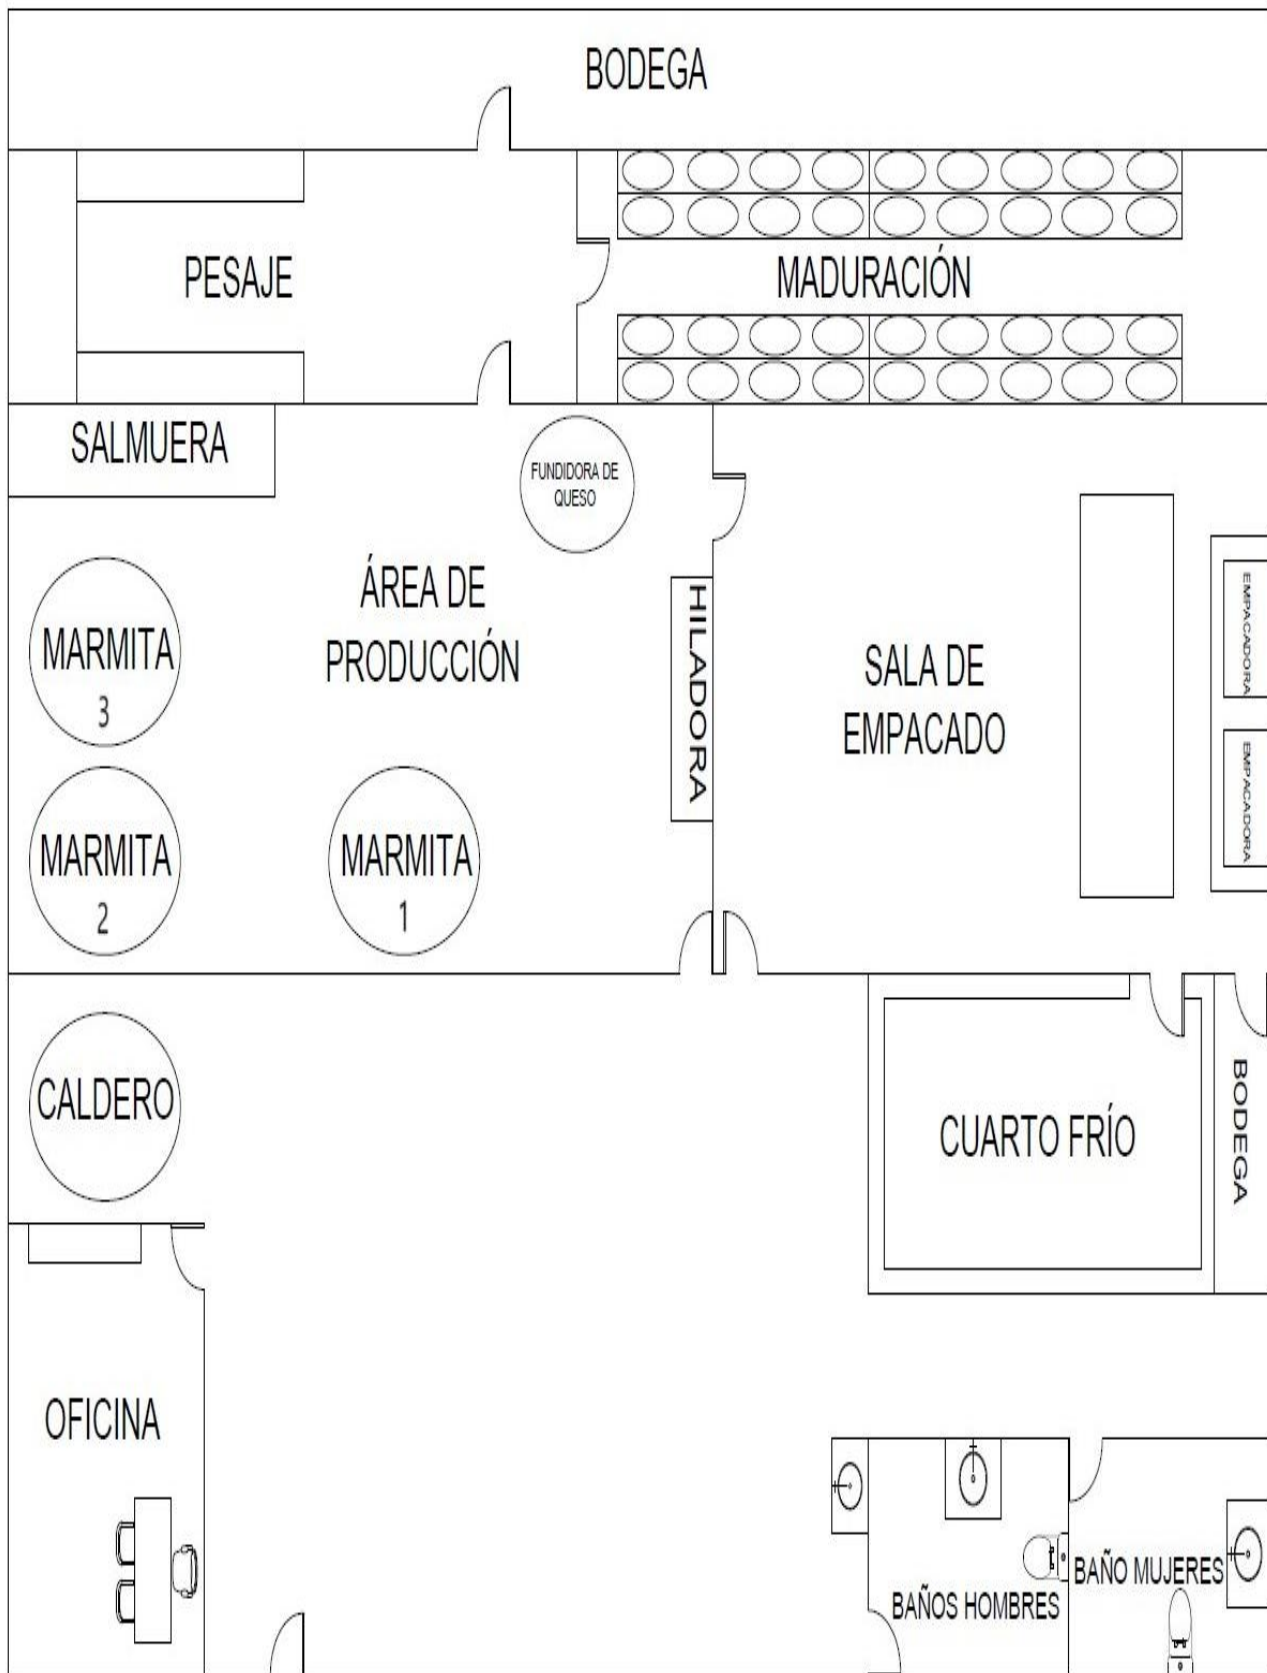 BODEGA
PESAJE
MADURACIÓN
SALMUERA
FUNDIDORA DE
QUESO
ÁREA DE
PRODUCCIÓN
MARMITA
3
HILADORA
SALA DE
EMPACADO
EMPACADORA
EMPACADORA
MARMITA
2
MARMITA
1
CALDERO
CUARTO FRÍO
BODEGA
OFICINA
BAÑOS HOMBRES
BAÑO MUJERES